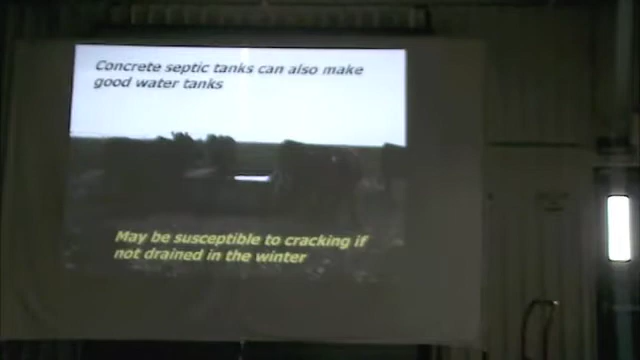 Concrete septic tanks can also make
good water tanks
May be susceptible to cracking if
not drained in the winter